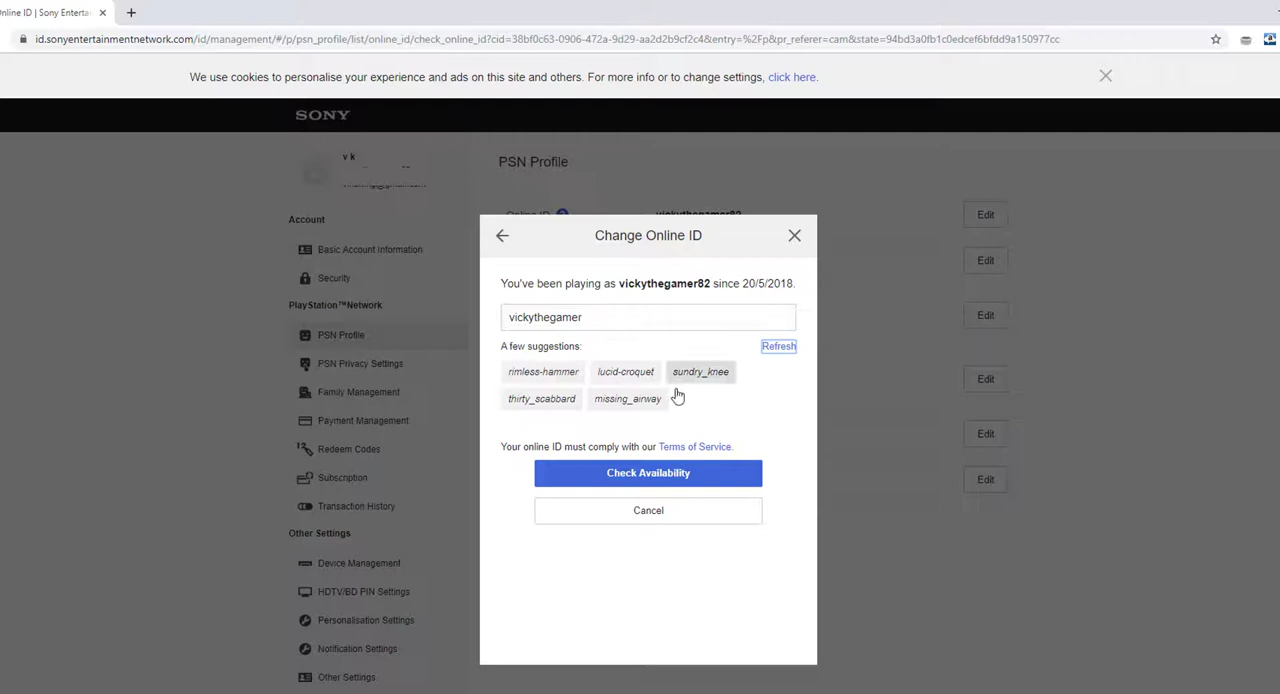 Online ID | Sony Enterta
id.sonyentertainmentnetwork.com/id/management/#/p/psn_profile/list/online_id/check_online_id?cid=38bf0c63-0906-472a-9d29-aa2d2b9cf2c4&entry=%2Fp&pr_referer=cam&state=94bd3a0fb1c0edcef6bfdd9a150977cc
We use cookies to personalise your experience and ads on this site and others. For more info or to change settings, click here.
SONY
v k
PSN Profile
Online ID vickythegamer82 Edit
Account
Basic Account Information
Security
PlayStation™Network
PSN Profile
PSN Privacy Settings
Family Management
Payment Management
Redeem Codes
Subscription
Transaction History
Other Settings
Device Management
HDTV/BD PIN Settings
Personalisation Settings
Notification Settings
Other Settings
Change Online ID
You've been playing as vickythegamer82 since 20/5/2018.
vickythegamer
A few suggestions: Refresh
rimless-hammer lucid-croquet sundry_knee
thirty_scabbard missing_airway
Your online ID must comply with our Terms of Service.
Check Availability
Cancel
Edit
Edit
Edit
Edit
Edit